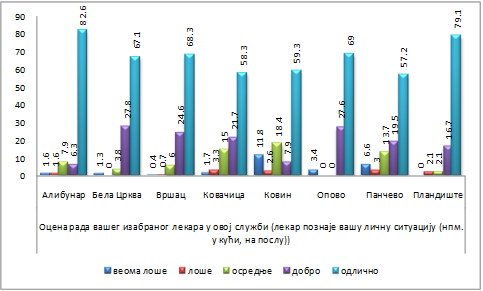 90
80
70
60
50
40
30
20
10
0
1.6 1.6 7.9 6.3 82.6
1.3 0 3.8 27.8 67.1
0.4 0.7 6 24.6 68.3
1.7 3.3 15 21.7 58.3
11.8 2.6 18.4 7.9 59.3
3.4 0 0 27.6 69
6.6 3 13.7 19.5 57.2
0 2.1 2.1 16.7 79.1
Алибунар Бела Црква Вршац Ковачица Ковин Опово Панчево Пландиште
Оцена рада вашег изабраног лекара у овој служби (лекар познаје вашу личну ситуацију (нпм.
у кући, на послу))
веома лоше лоше осредње добро одлично